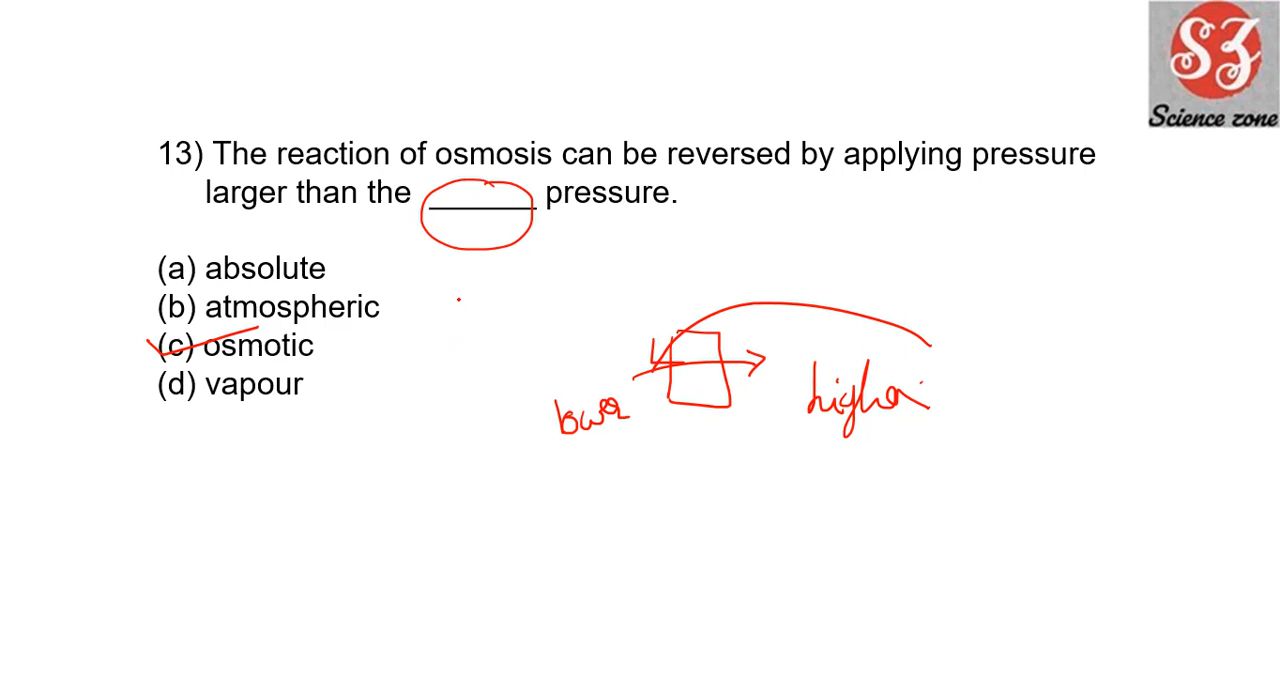 SZ
Science zone
13) The reaction of osmosis can be reversed by applying pressure
larger than the ________ pressure.
(a) absolute
(b) atmospheric
(c) osmotic
(d) vapour
lower
higher